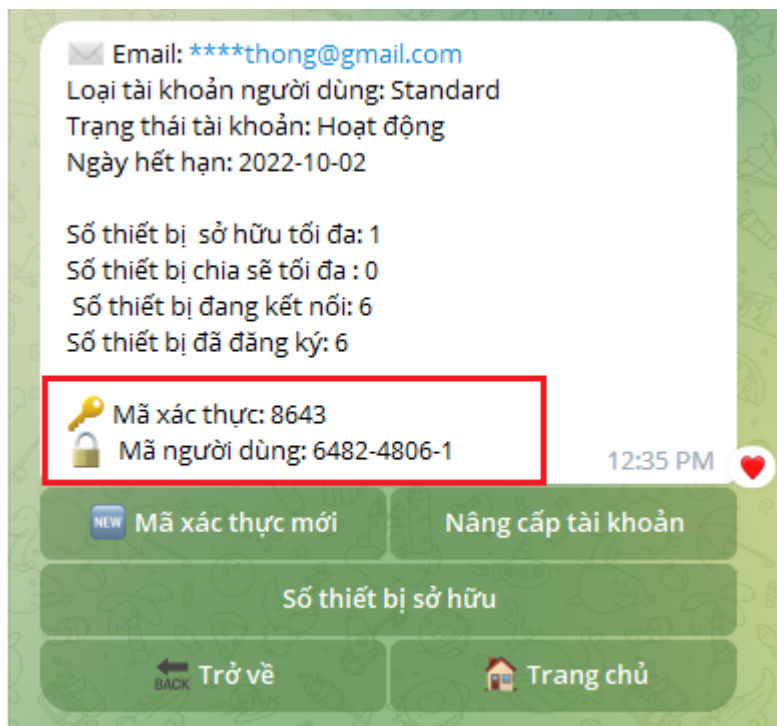 Email: ****thong@gmail.com
Loại tài khoản người dùng: Standard
Trạng thái tài khoản: Hoạt động
Ngày hết hạn: 2022-10-02
Số thiết bị  sở hữu tối đa: 1
Số thiết bị chia sẽ tối đa : 0
Số thiết bị đang kết nối: 6
Số thiết bị đã đăng ký: 6
Mã xác thực: 8643
Mã người dùng: 6482-4806-1
12:35 PM
NEW Mã xác thực mới
Nâng cấp tài khoản
Số thiết bị sở hữu
BACK Trở về
Trang chủ